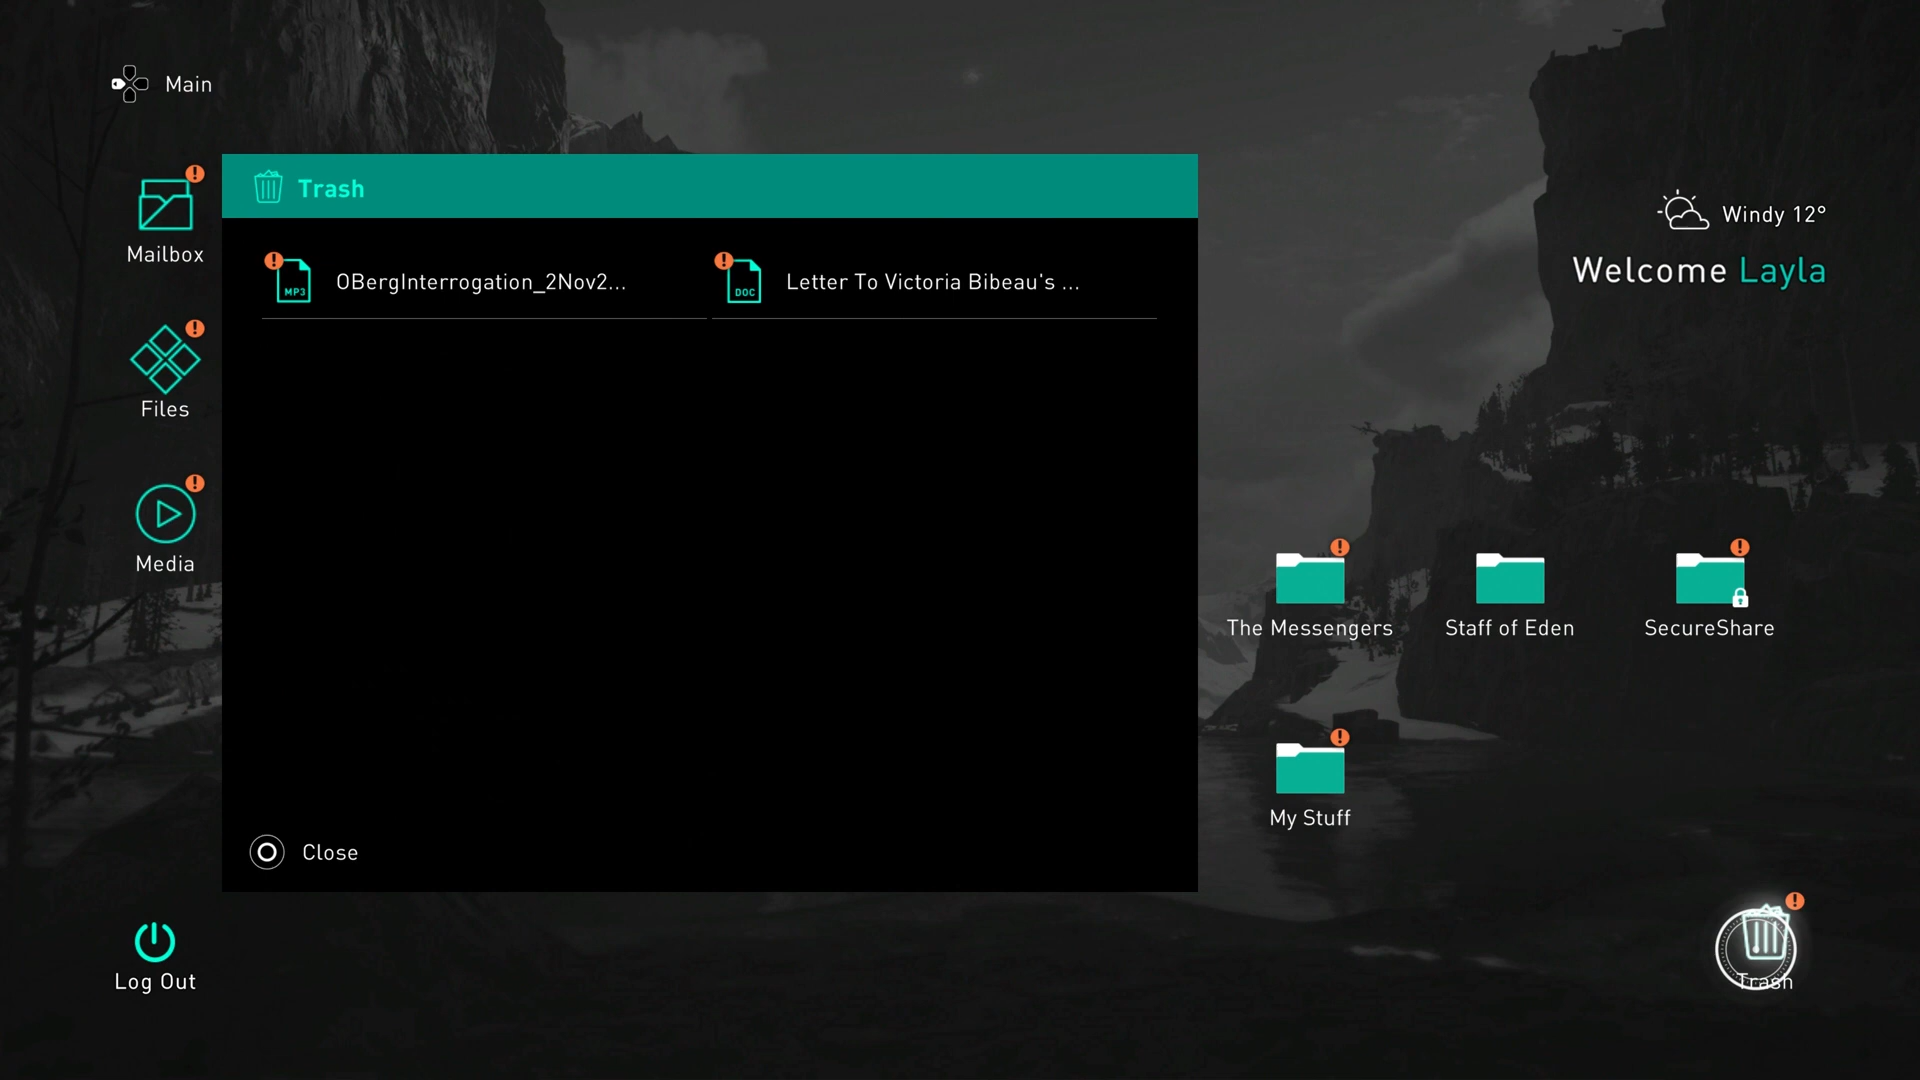 Main
Trash
Mailbox
MP3
OBergInterrogation_2Nov2...
DOC
Letter To Victoria Bibeau's ...
Windy 12°
Welcome Layla
Files
Media
The Messengers
Staff of Eden
SecureShare
My Stuff
Close
Log Out
Trash